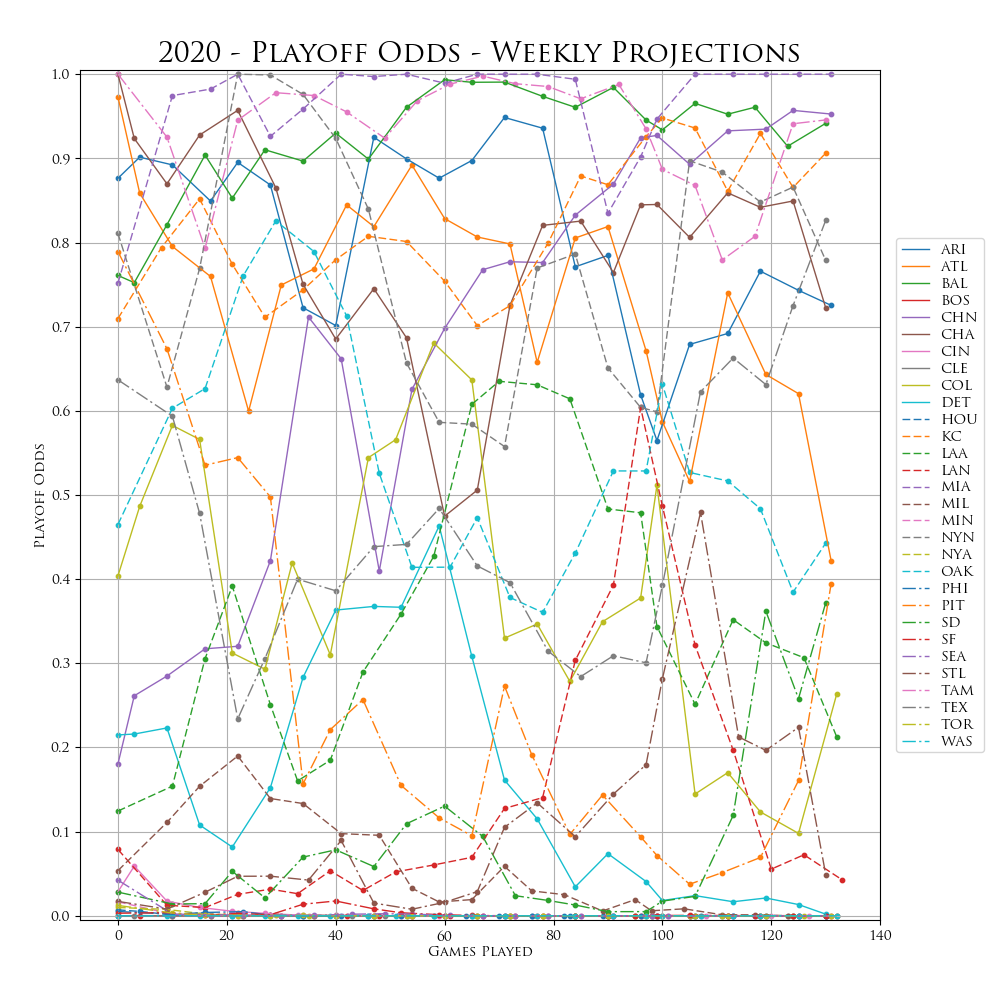 2020 - Playoff Odds - Weekly Projections
1.0
0.9
0.8
0.7
0.6
0.5
0.4
0.3
0.2
0.1
0.0
Playoff Odds
0 20 40 60 80 100 120 140
Games Played
ARI
ATL
BAL
BOS
CHN
CHA
CIN
CLE
COL
DET
HOU
KC
LAA
LAN
MIA
MIL
MIN
NYN
NYA
OAK
PHI
PIT
SD
SF
SEA
STL
TAM
TEX
TOR
WAS